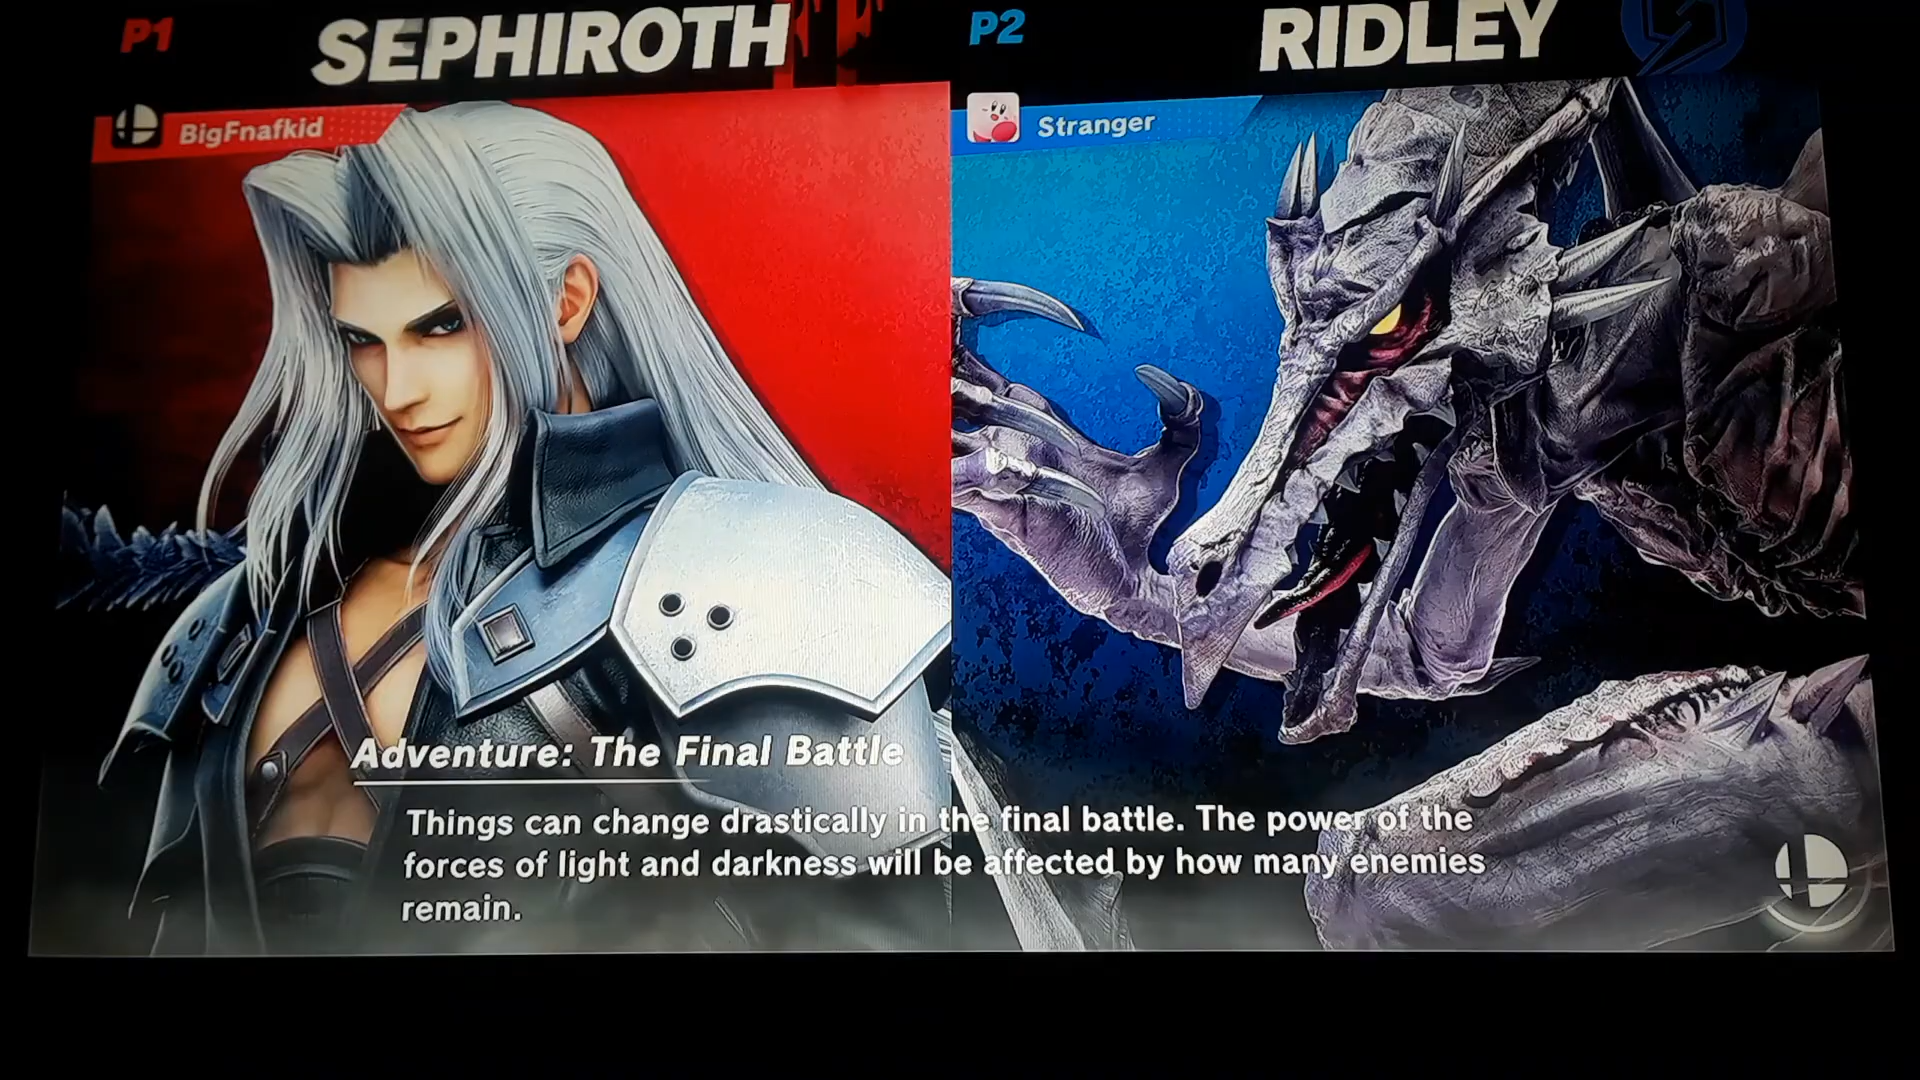 P1
SEPHIROTH
P2
RIDLEY
BigFnafkid
Stranger
Adventure: The Final Battle
Things can change drastically in the final battle. The power of the
forces of light and darkness will be affected by how many enemies
remain.